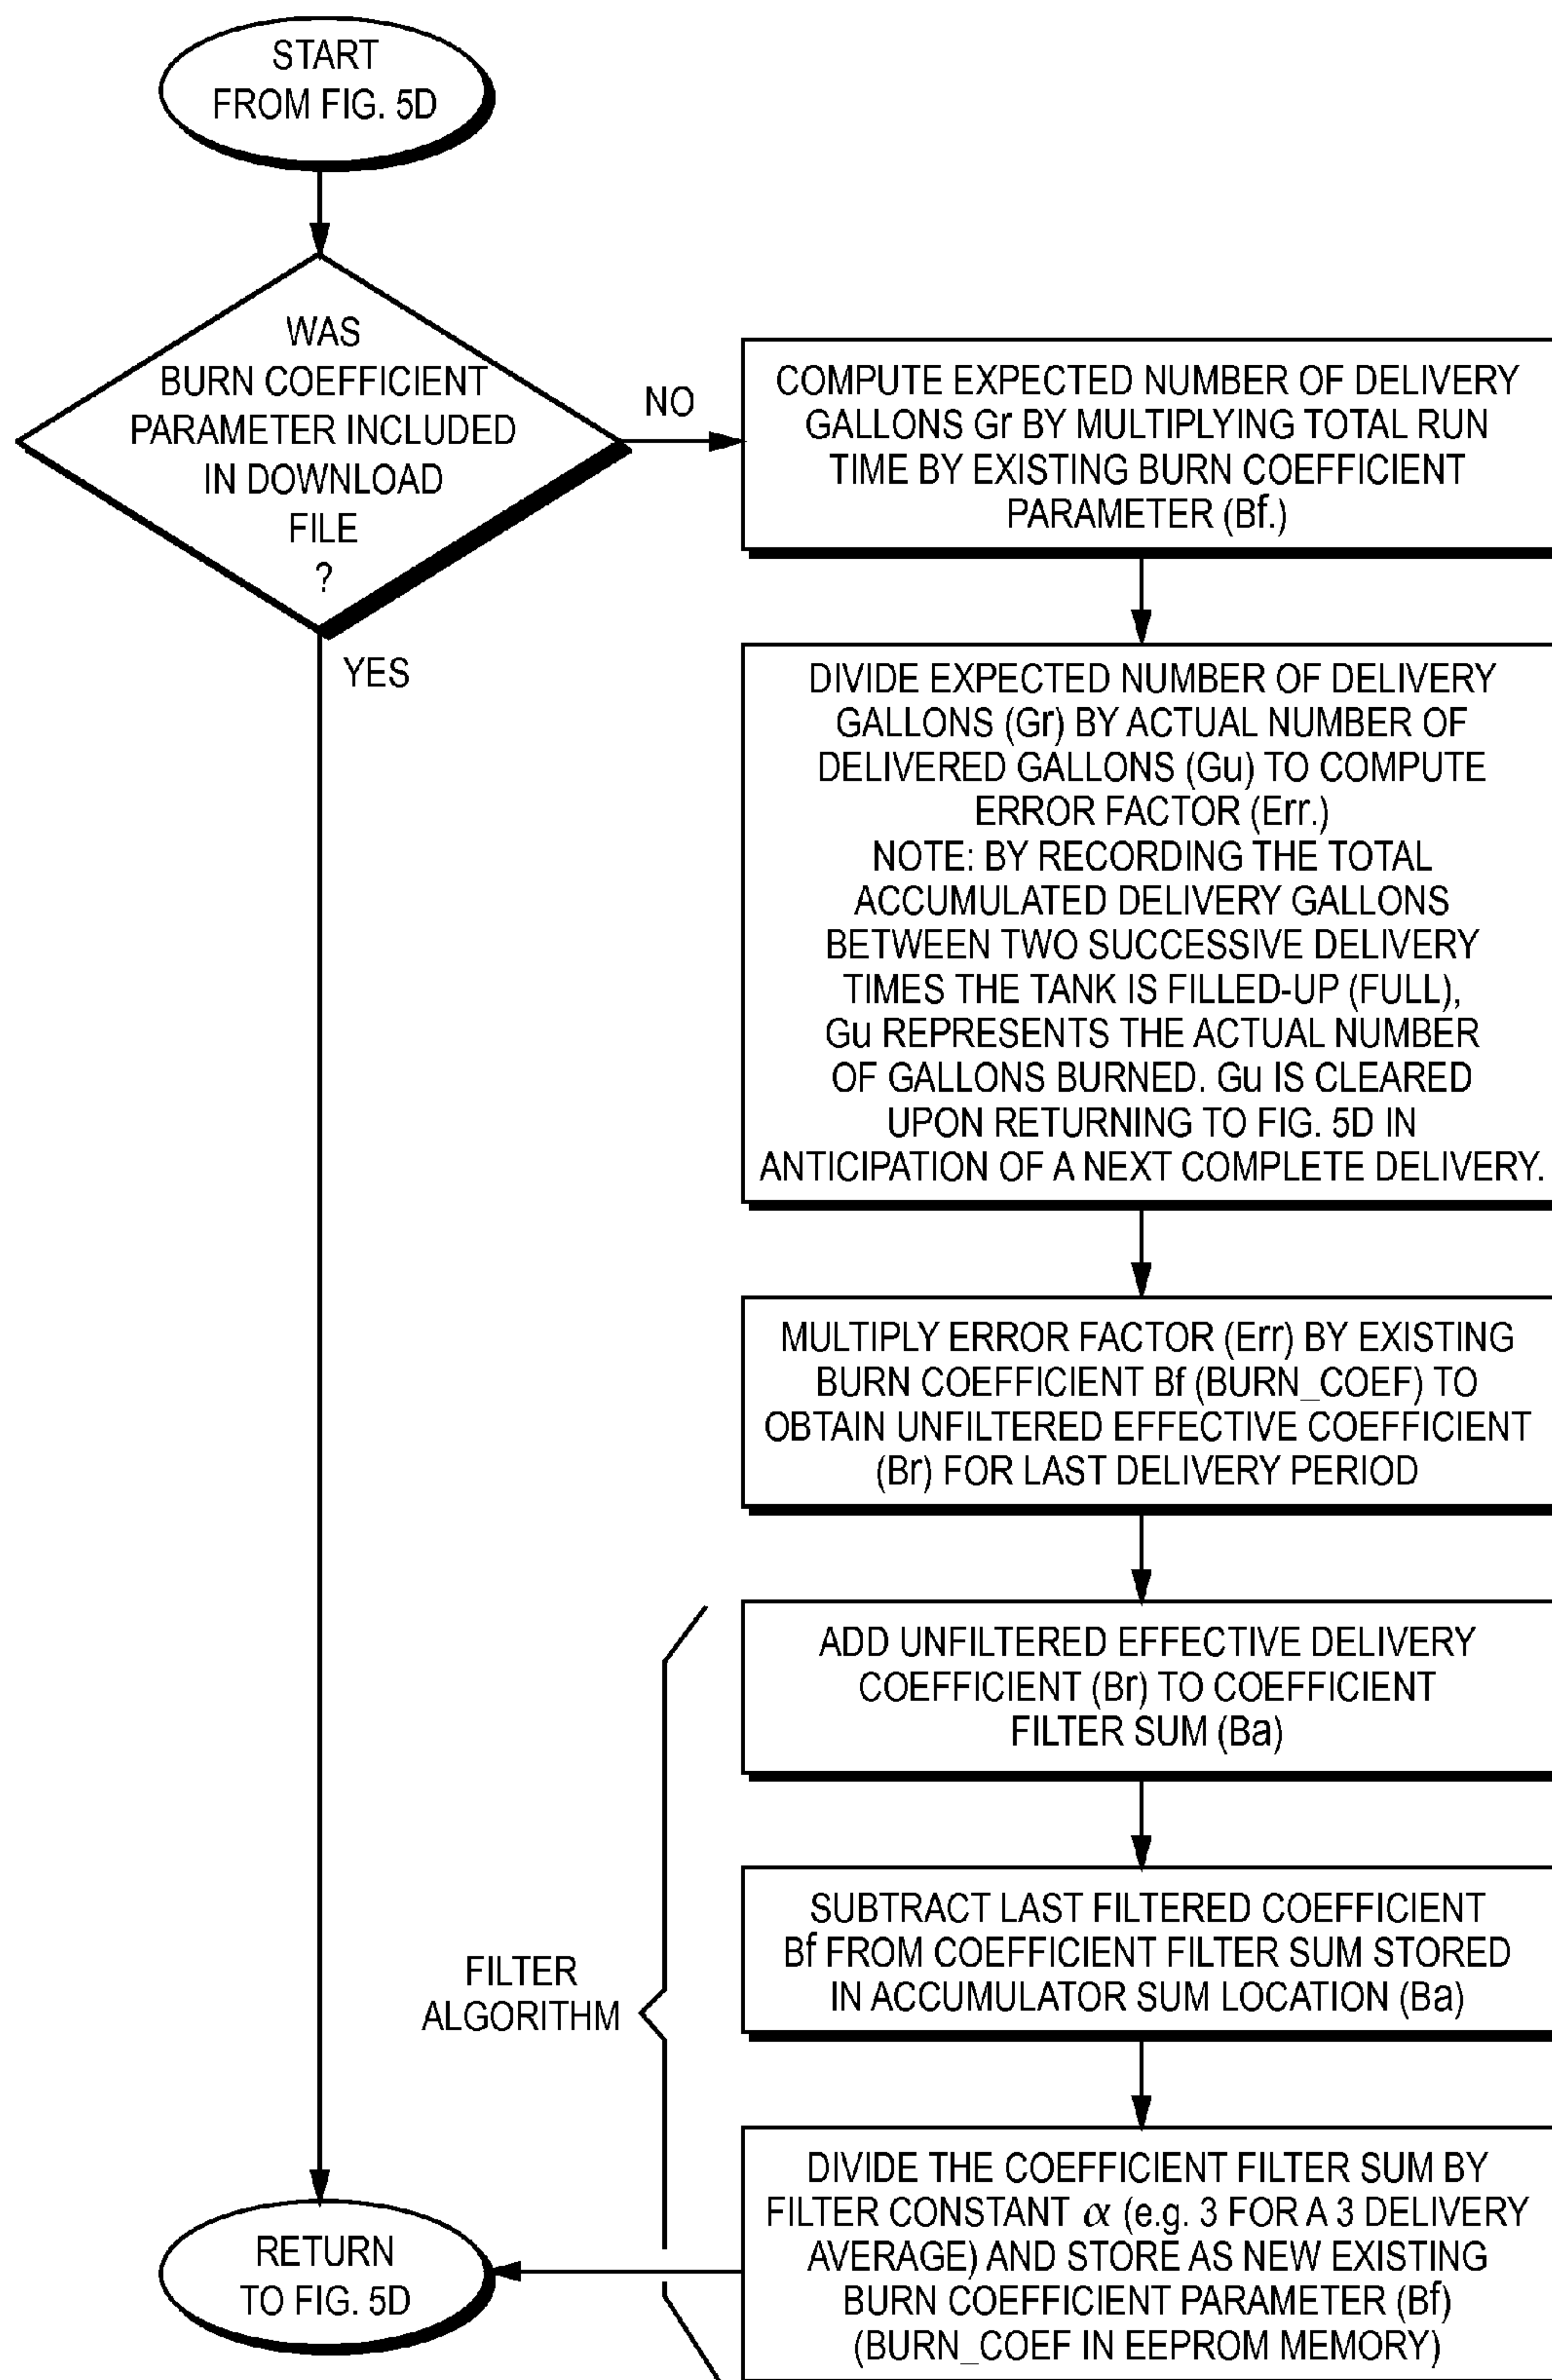 START
FROM FIG. 5D
WAS
BURN COEFFICIENT
PARAMETER INCLUDED
IN DOWNLOAD
FILE
?
NO
YES
COMPUTE EXPECTED NUMBER OF DELIVERY
GALLONS Gr BY MULTIPLYING TOTAL RUN
TIME BY EXISTING BURN COEFFICIENT
PARAMETER (Bf.)
DIVIDE EXPECTED NUMBER OF DELIVERY
GALLONS (Gr) BY ACTUAL NUMBER OF
DELIVERED GALLONS (Gu) TO COMPUTE
ERROR FACTOR (Err.)
NOTE: BY RECORDING THE TOTAL
ACCUMULATED DELIVERY GALLONS
BETWEEN TWO SUCCESSIVE DELIVERY
TIMES THE TANK IS FILLED-UP (FULL),
Gu REPRESENTS THE ACTUAL NUMBER
OF GALLONS BURNED. Gu IS CLEARED
UPON RETURNING TO FIG. 5D IN
ANTICIPATION OF A NEXT COMPLETE DELIVERY.
MULTIPLY ERROR FACTOR (Err) BY EXISTING
BURN COEFFICIENT Bf (BURN_COEF) TO
OBTAIN UNFILTERED EFFECTIVE COEFFICIENT
(Br) FOR LAST DELIVERY PERIOD
ADD UNFILTERED EFFECTIVE DELIVERY
COEFFICIENT (Br) TO COEFFICIENT
FILTER SUM (Ba)
SUBTRACT LAST FILTERED COEFFICIENT
Bf FROM COEFFICIENT FILTER SUM STORED
IN ACCUMULATOR SUM LOCATION (Ba)
FILTER
ALGORITHM
DIVIDE THE COEFFICIENT FILTER SUM BY
FILTER CONSTANT α (e.g. 3 FOR A 3 DELIVERY
AVERAGE) AND STORE AS NEW EXISTING
BURN COEFFICIENT PARAMETER (Bf)
(BURN_COEF IN EEPROM MEMORY)
RETURN
TO FIG. 5D